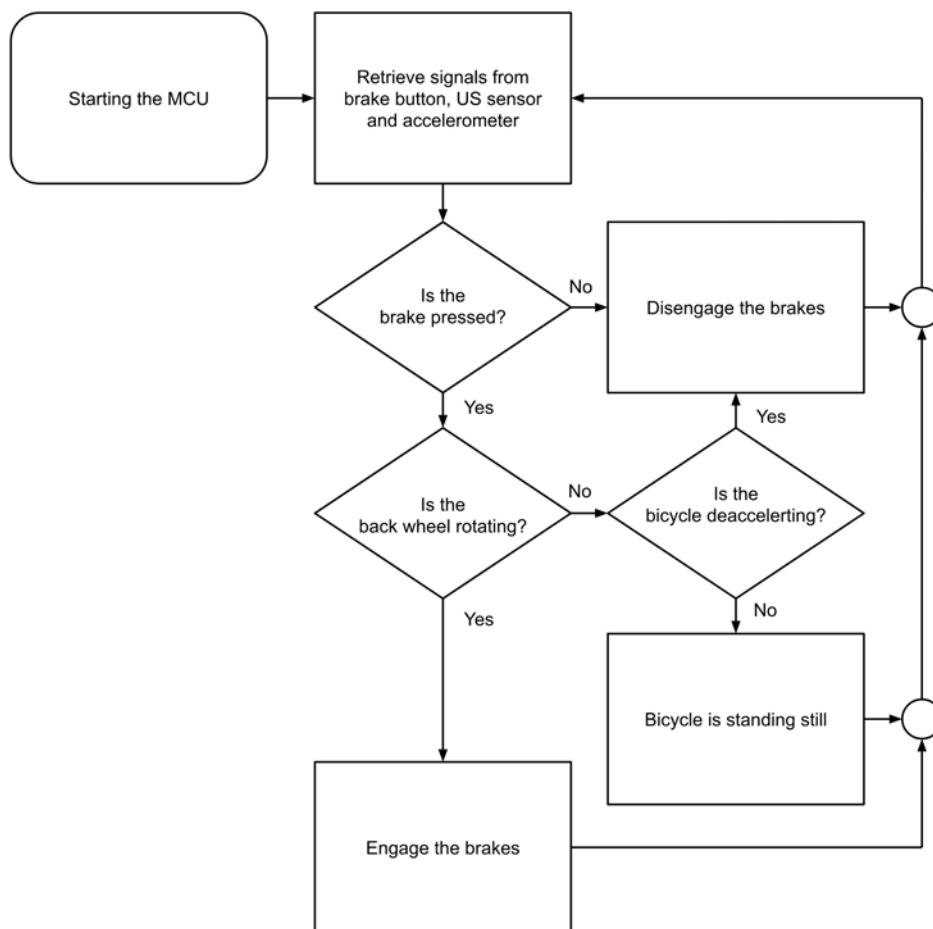 Starting the MCU
Retrieve signals from
brake button, US sensor
and accelerometer
Is the
brake pressed?
No
Disengage the brakes
Yes
Yes
Is the
back wheel rotating?
No
Is the
bicycle deaccelerting?
Yes
No
Bicycle is standing still
Engage the brakes